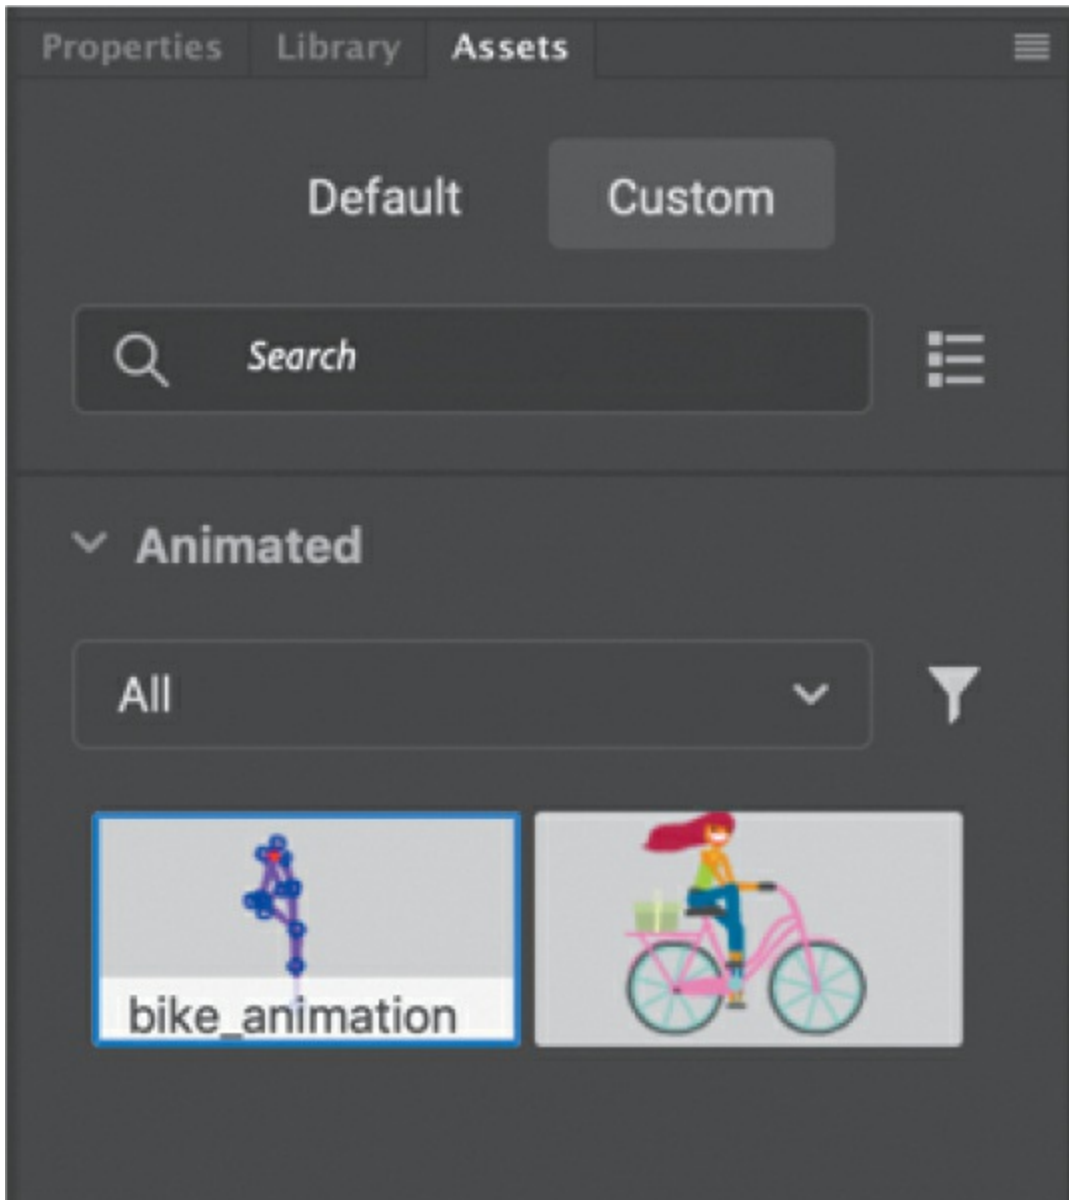 Properties Library Assets
Default Custom
Search
Animated
All
bike_animation